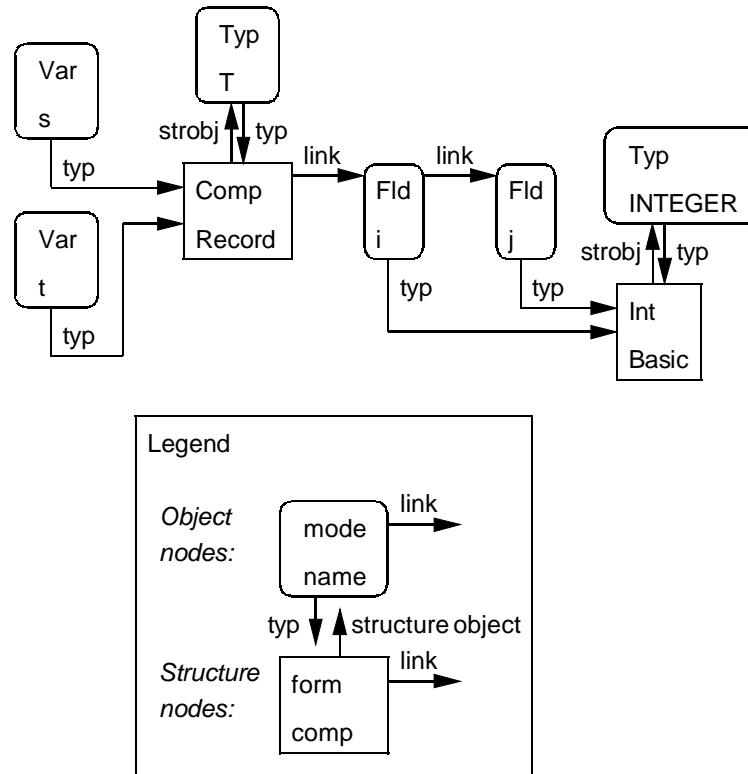 Typ
T
Var
s
strobj
typ
typ
link
link
Comp
Record
Fld
i
Fld
j
Typ
INTEGER
Var
t
strobj
typ
typ
typ
typ
Int
Basic
Legend
Object
nodes:
mode
name
link
typ
structure object
Structure
nodes:
form
comp
link